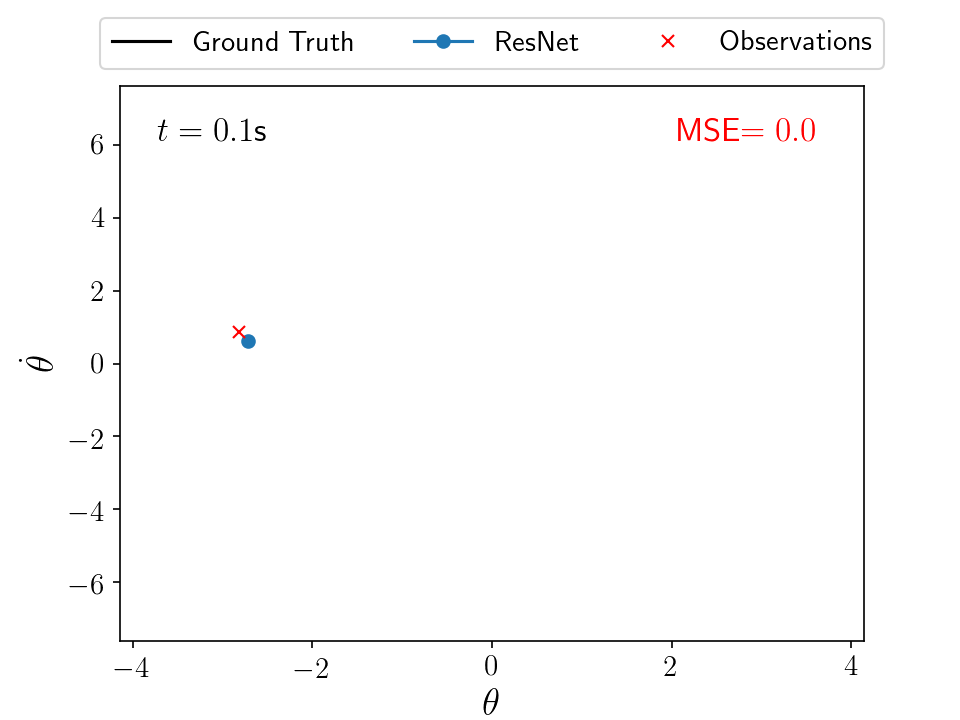 Ground Truth ResNet Observations
t = 0.1s MSE= 0.0
6
4
2
0
−2
−4
−6
θ̇
−4 −2 0 2 4
θ